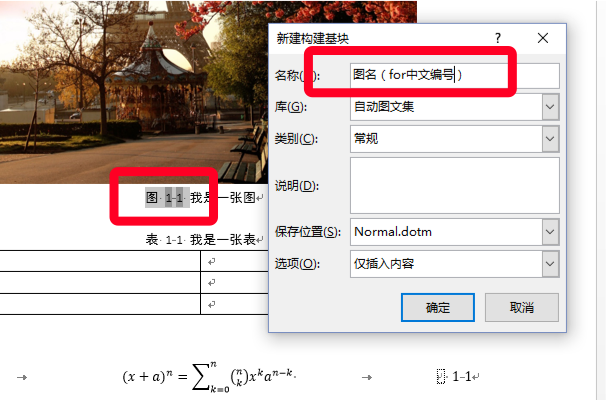 新建构建基块 ?
名称(N): 图名（for中文编号）
库(G): 自动图文集
类别(C): 常规
说明(D):
保存位置(S): Normal.dotm
选项(O): 仅插入内容
确定 取消
图 1-1 我是一张图
表 1-1 我是一张表
(x + a)^n = ∑_{k=0}^{n} (n k) x^k a^{n−k}
1-1